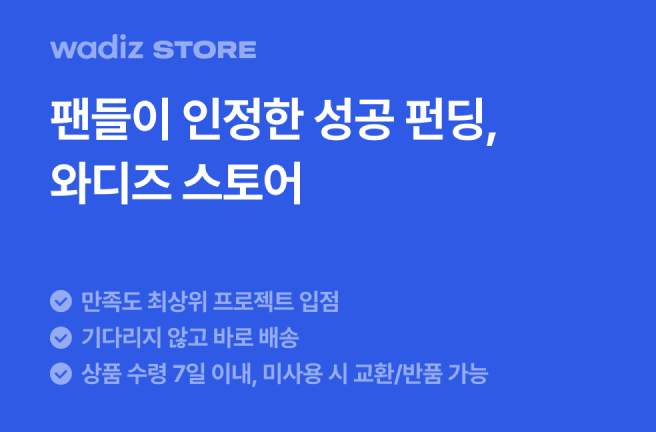 wadiz STORE
팬들이 인정한 성공 펀딩,
와디즈 스토어
만족도 최상위 프로젝트 입점
기다리지 않고 바로 배송
상품 수령 7일 이내, 미사용 시 교환/반품 가능